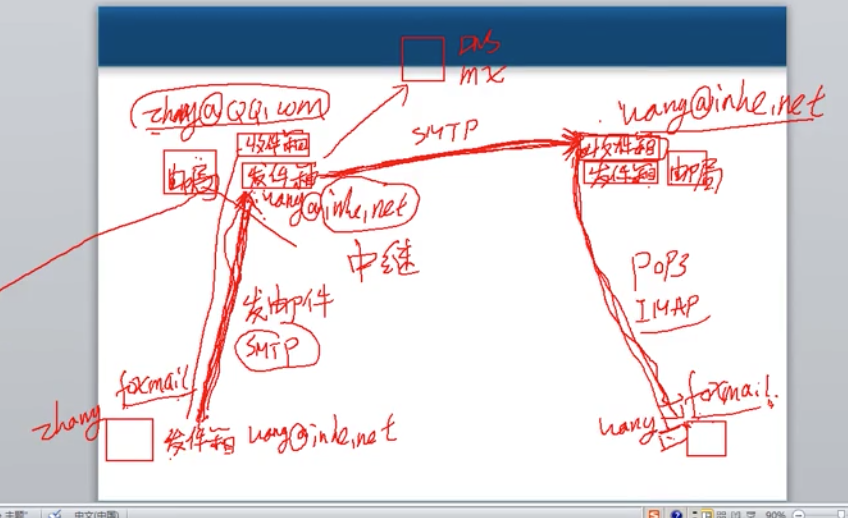 DNS
mx
zhang@QQ.com
wang@inhe.net
收件箱
SMTP
收件箱
邮局
发件箱
发件箱
邮局
wang@inhe.net
中继
POP3
IMAP
发邮件
SMTP
foxmail
foxmail
zhang
发件箱
wang@inhe.net
wang
中文(中国)
90%